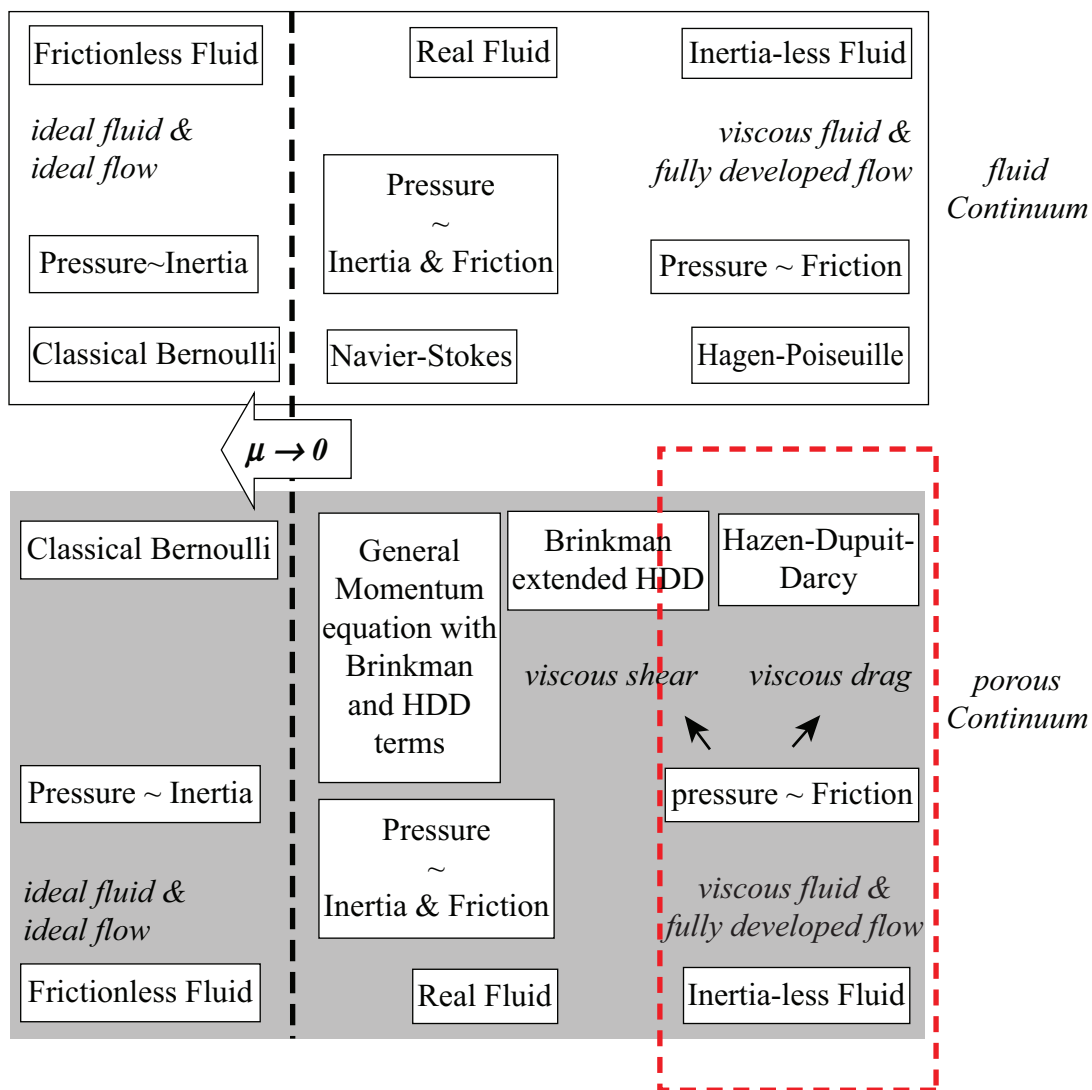 Frictionless Fluid
Real Fluid
Inertia-less Fluid
ideal fluid &
ideal flow
viscous fluid &
fully developed flow
fluid
Continuum
Pressure
~
Inertia & Friction
Pressure~Inertia
Pressure ~ Friction
Classical Bernoulli
Navier-Stokes
Hagen-Poiseuille
μ → 0
Classical Bernoulli
General
Momentum
equation with
Brinkman
and HDD
terms
Brinkman
extended HDD
Hazen-Dupuit-
Darcy
viscous shear
viscous drag
porous
Continuum
Pressure ~ Inertia
pressure ~ Friction
Pressure
~
Inertia & Friction
ideal fluid &
ideal flow
viscous fluid &
fully developed flow
Frictionless Fluid
Real Fluid
Inertia-less Fluid